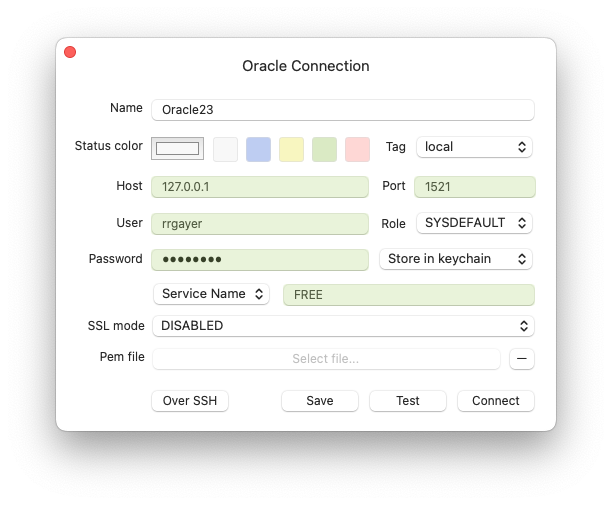 Oracle Connection
Name Oracle23
Status color Tag local
Host 127.0.0.1 Port 1521
User rrgayer Role SYSDEFAULT
Password ●●●●●●●● Store in keychain
Service Name FREE
SSL mode DISABLED
Pem file Select file...
Over SSH Save Test Connect